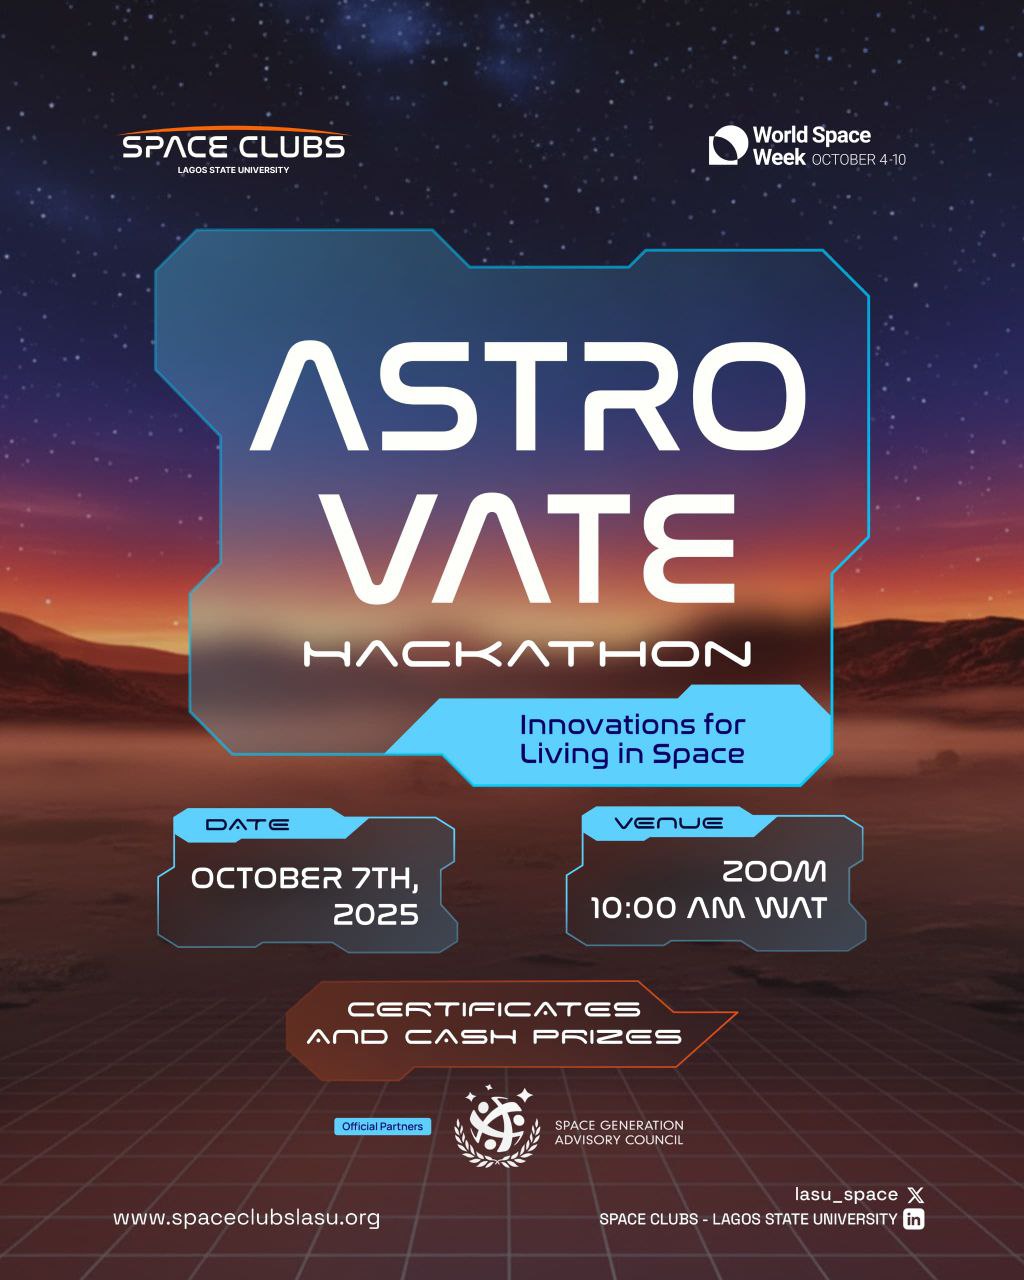 SPACE CLUBS
LAGOS STATE UNIVERSITY
World Space
Week OCTOBER 4-10
ASTRO
VATE
HACKATHON
Innovations for
Living in Space
DATE
OCTOBER 7TH,
2025
VENUE
ZOOM
10:00 AM WAT
CERTIFICATES
AND CASH PRIZES
Official Partners
SPACE GENERATION
ADVISORY COUNCIL
www.spaceclubslasu.org
lasu_space X
SPACE CLUBS - LAGOS STATE UNIVERSITY in